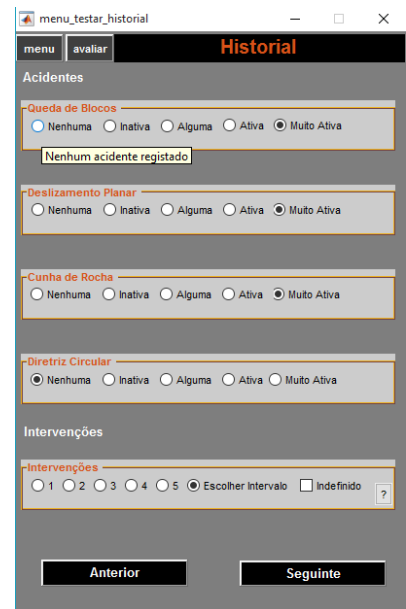 menu_testar_historial
menu avaliar Historial
Acidentes
Queda de Blocos
Nenhuma Inativa Alguma Ativa Muito Ativa
Nenhum acidente registado
Deslizamento Planar
Nenhuma Inativa Alguma Ativa Muito Ativa
Cunha de Rocha
Nenhuma Inativa Alguma Ativa Muito Ativa
Diretriz Circular
Nenhuma Inativa Alguma Ativa Muito Ativa
Intervenções
Intervenções
1 2 3 4 5 Escolher Intervalo Indefinido ?
Anterior Seguinte